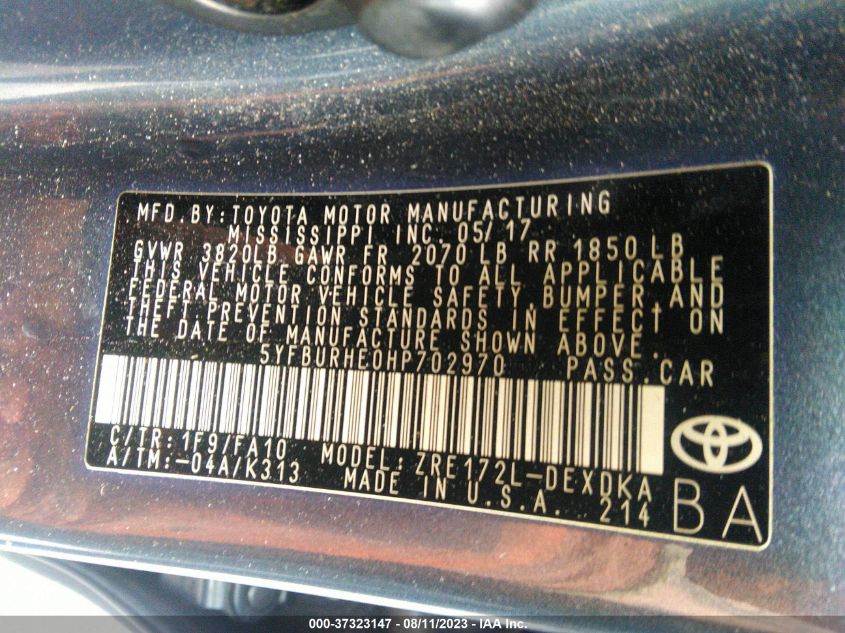 MFD. BY: TOYOTA MOTOR MANUFACTURING
MISSISSIPPI INC. 05/17
GVWR 3820LB GAWR FR 2070 LB RR 1850 LB
THIS VEHICLE CONFORMS TO ALL APPLICABLE
FEDERAL MOTOR VEHICLE SAFETY, BUMPER, AND
THEFT PREVENTION STANDARDS IN EFFECT ON
THE DATE OF MANUFACTURE SHOWN ABOVE.
5YFBURHE0HP702970 PASS. CAR
C/TR: 1F9/FA10 MODEL: ZRE172L-DEXDKA
A/TM: -04A/K313 MADE IN U.S.A. 214
BA
000-37323147 - 08/11/2023 - IAA Inc.